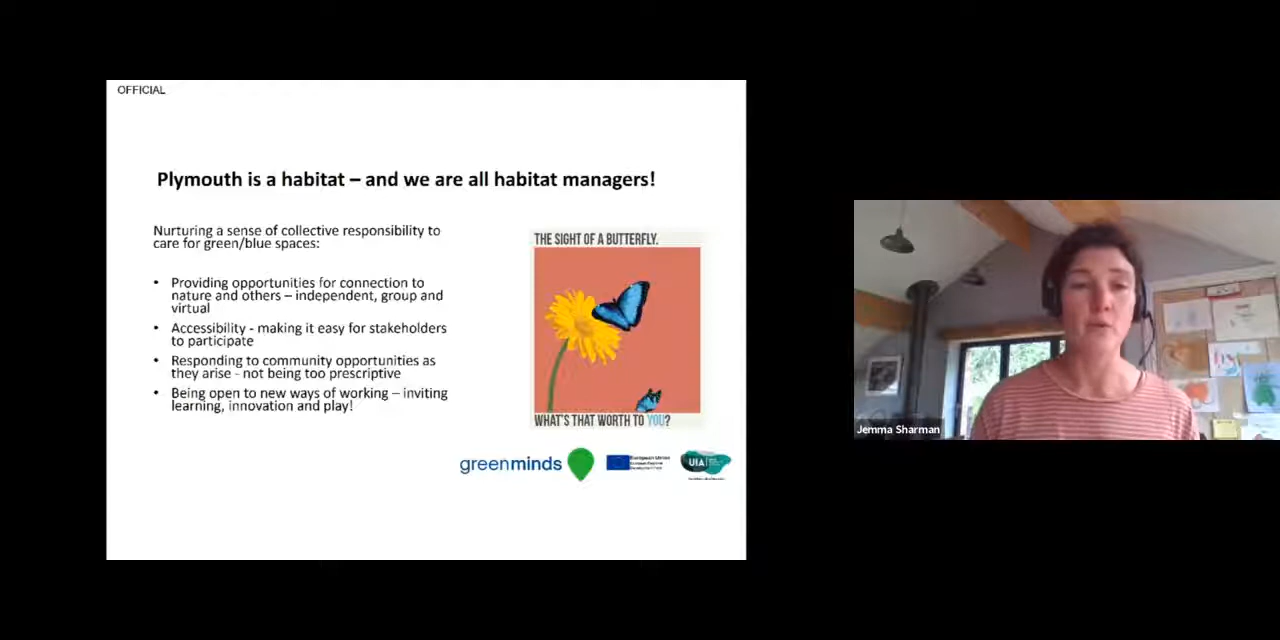 OFFICIAL
Plymouth is a habitat – and we are all habitat managers!
Nurturing a sense of collective responsibility to
care for green/blue spaces:
• Providing opportunities for connection to
nature and others – independent, group and
virtual
• Accessibility - making it easy for stakeholders
to participate
• Responding to community opportunities as
they arise - not being too prescriptive
• Being open to new ways of working – inviting
learning, innovation and play!
THE SIGHT OF A BUTTERFLY.
WHAT'S THAT WORTH TO YOU?
greenminds
European Union
UIA
Jemma Sharman